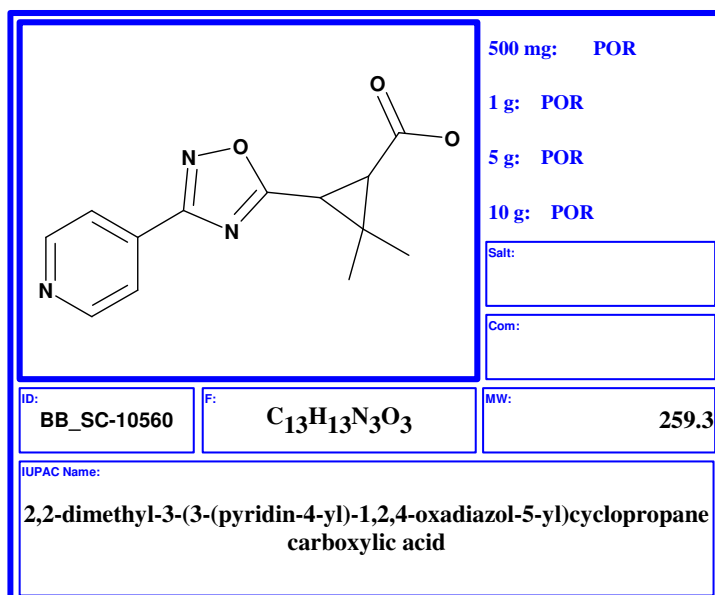 O
O
O
N
N
N
500 mg: POR
1 g: POR
5 g: POR
10 g: POR
Salt:
Com:
ID:
BB_SC-10560
F:
C13H13N3O3
MW:
259.3
IUPAC Name:
2,2-dimethyl-3-(3-(pyridin-4-yl)-1,2,4-oxadiazol-5-yl)cyclopropane
carboxylic acid